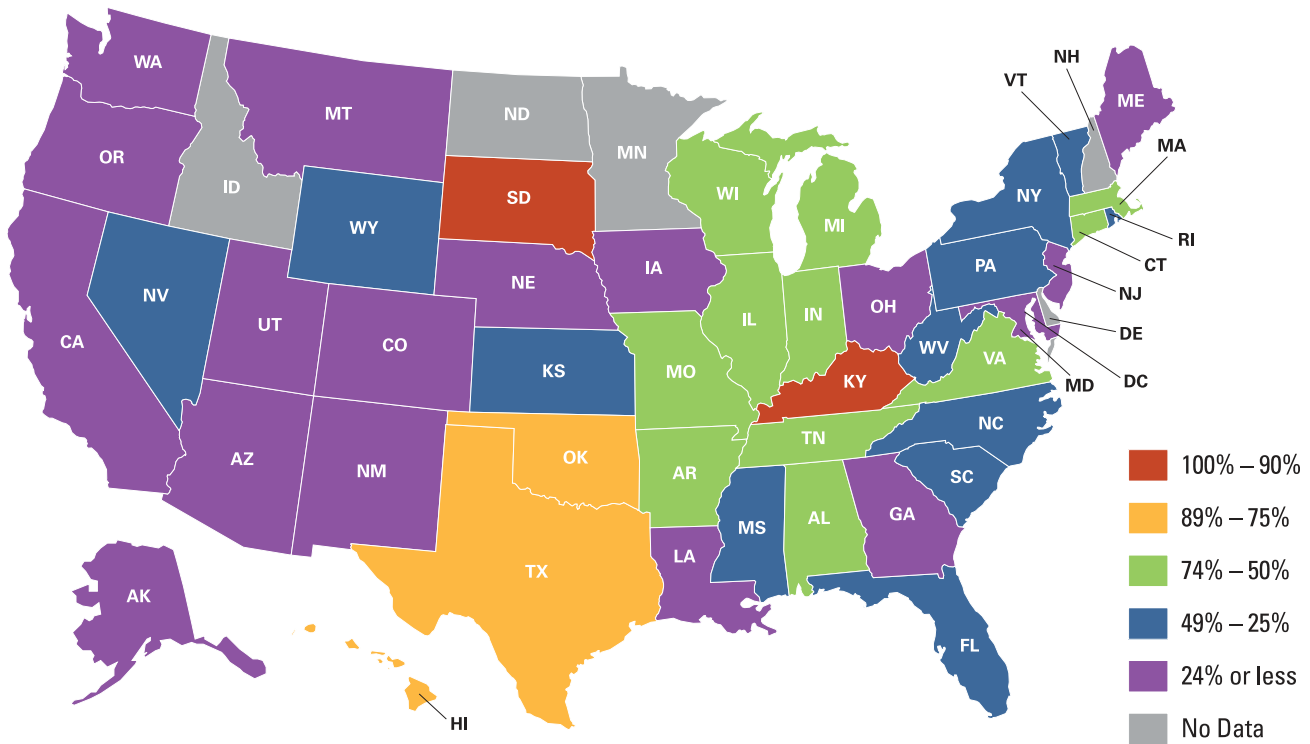 WA
MT
ND
MN
OR
ID
SD
WY
WI
MI
NY
VT
NH
ME
MA
RI
CT
NJ
DE
DC
MD
PA
NV
UT
CA
CO
NE
IA
IL
IN
OH
WV
VA
KS
MO
KY
NC
TN
SC
AZ
NM
OK
AR
MS
AL
GA
LA
TX
FL
AK
HI
100% – 90%
89% – 75%
74% – 50%
49% – 25%
24% or less
No Data